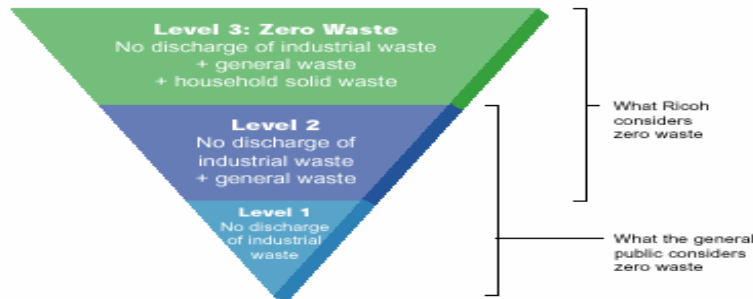 Level 3: Zero Waste
No discharge of industrial waste
+ general waste
+ household solid waste
Level 2
No discharge of
industrial waste
+ general waste
Level 1
No discharge
of industrial
waste
What Ricoh
considers
zero waste
What the general
public considers
zero waste